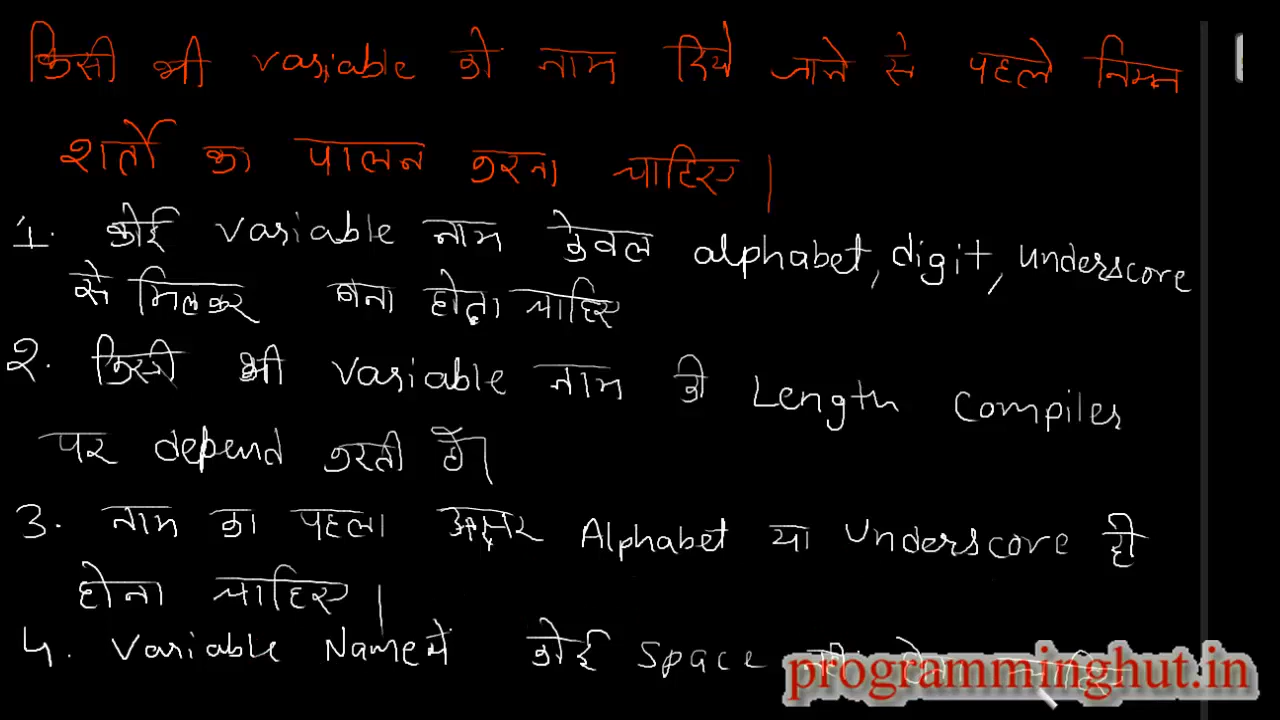 किसी भी variable को नाम दिये जाने से पहले निम्न
शर्तो का पालन करना चाहिए।
1. कोई variable नाम केवल alphabet, digit, underscore
से मिलकर बना होना चाहिए
2. किसी भी variable नाम की Length Compiler
पर depend करती है।
3. नाम का पहला अक्षर Alphabet या Underscore ही
होना चाहिए।
4. Variable Name में कोई space
programminghut.in